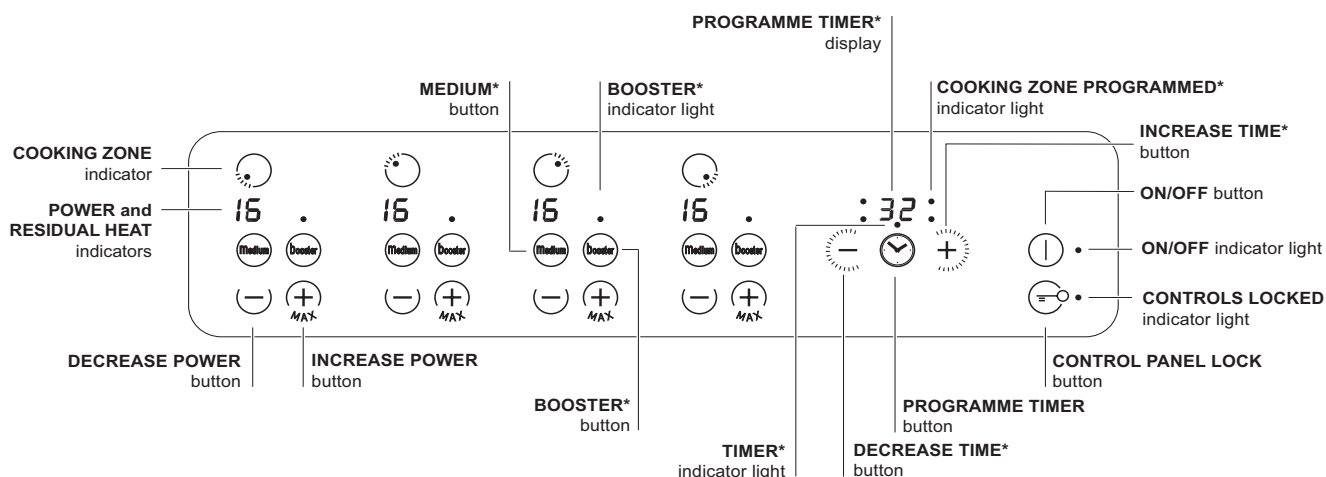 PROGRAMME TIMER*
display
MEDIUM*
button
BOOSTER*
indicator light
COOKING ZONE PROGRAMMED*
indicator light
INCREASE TIME*
button
COOKING ZONE
indicator
POWER and
RESIDUAL HEAT
indicators
ON/OFF button
ON/OFF indicator light
CONTROLS LOCKED
indicator light
16 . 16 . 16 . 16 . : 32 :
Medium booster Medium booster Medium booster Medium booster − +
− + − + − + − +
MAX MAX MAX MAX
DECREASE POWER
button
INCREASE POWER
button
CONTROL PANEL LOCK
button
BOOSTER*
button
PROGRAMME TIMER
button
TIMER*
indicator light
DECREASE TIME*
button